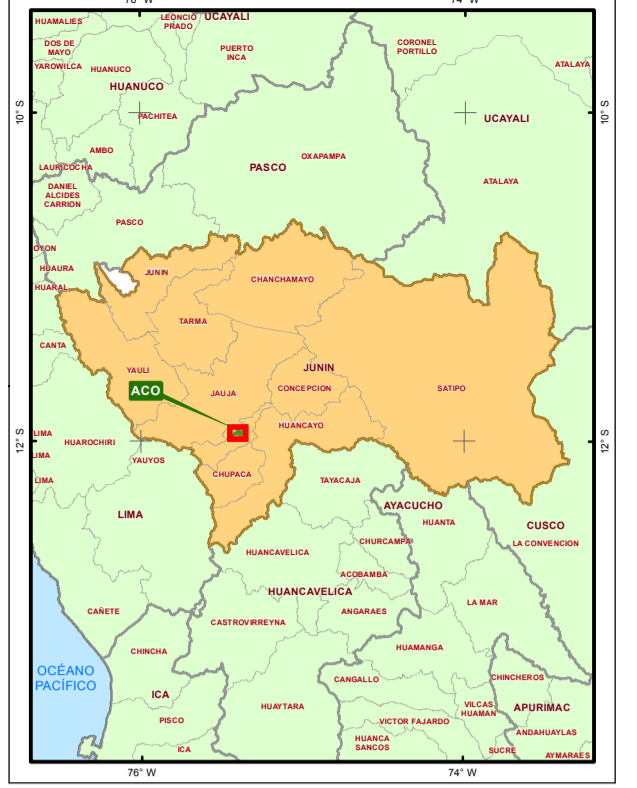 76° W
74° W
HUAMALIES
LEONCIO
PRADO
UCAYALI
DOS DE
MAYO
PUERTO
INCA
CORONEL
PORTILLO
YAROWILCA
HUANUCO
ATALAYA
HUANUCO
10° S
10° S
PACHITEA
UCAYALI
AMBO
OXAPAMPA
LAURICOCHA
PASCO
ATALAYA
DANIEL
ALCIDES
CARRION
PASCO
OYON
HUAURA
JUNIN
CHANCHAMAYO
HUARAL
TARMA
CANTA
YAULI
JUNIN
ACO
JAUJA
CONCEPCION
SATIPO
HUANCAYO
LIMA
HUAROCHIRI
12° S
12° S
LIMA
YAUYOS
LIMA
CHUPACA
TAYACAJA
LIMA
AYACUCHO
HUANTA
CUSCO
CHURCAMPA
LA CONVENCION
HUANCAVELICA
ACOBAMBA
HUANCAVELICA
LA MAR
CAÑETE
ANGARAES
CASTROVIRREYNA
HUAMANGA
CHINCHA
OCÉANO
PACÍFICO
CANGALLO
CHINCHEROS
ICA
HUAYTARA
VILCAS
HUAMAN
APURIMAC
PISCO
VICTOR FAJARDO
ANDAHUAYLAS
HUANCA
SANCOS
ICA
SUCRE
AYMARAES
76° W
74° W